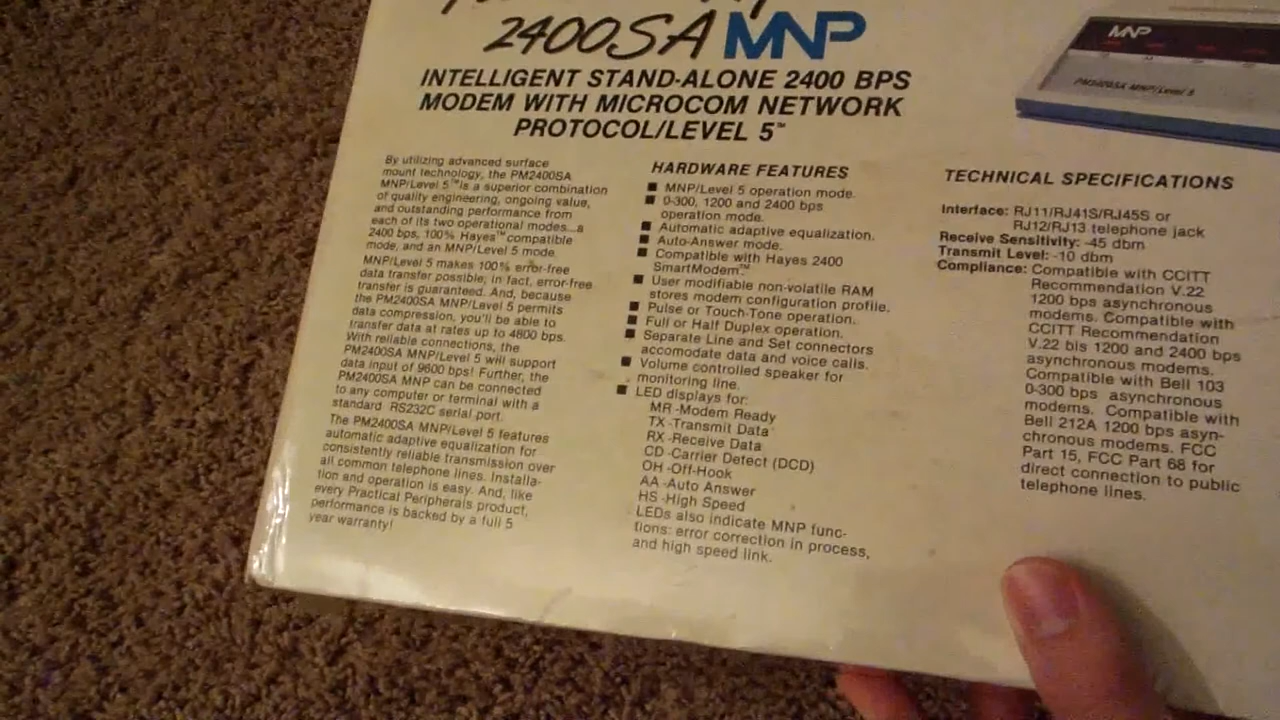 2400SA MNP
INTELLIGENT STAND-ALONE 2400 BPS
MODEM WITH MICROCOM NETWORK
PROTOCOL/LEVEL 5™
By utilizing advanced surface
mount technology, the PM2400SA
MNP/Level 5™ is a superior combination
of quality engineering, ongoing value,
and outstanding performance from
each of its two operational modes...a
2400 bps, 100% Hayes™ compatible
mode, and an MNP/Level 5 mode.
MNP/Level 5 makes 100% error-free
data transfer possible; in fact, error-free
transfer is guaranteed. And, because
the PM2400SA MNP/Level 5 permits
data compression, you'll be able to
transfer data at rates up to 4800 bps.
With reliable connections, the
PM2400SA MNP/Level 5 will support
data input of 9600 bps! Further, the
PM2400SA MNP can be connected
to any computer or terminal with a
standard RS232C serial port.
The PM2400SA MNP/Level 5 features
automatic adaptive equalization for
consistently reliable transmission over
all common telephone lines. Installa-
tion and operation is easy. And, like
every Practical Peripherals product,
performance is backed by a full 5
year warranty!
HARDWARE FEATURES
■ MNP/Level 5 operation mode.
■ 0-300, 1200 and 2400 bps
operation mode.
■ Automatic adaptive equalization.
■ Auto-Answer mode.
■ Compatible with Hayes 2400
SmartModem™.
■ User modifiable non-volatile RAM
stores modem configuration profile.
■ Pulse or Touch-Tone operation.
■ Full or Half Duplex operation.
■ Separate Line and Set connectors
accomodate data and voice calls.
■ Volume controlled speaker for
monitoring line.
■ LED displays for:
MR -Modem Ready
TX -Transmit Data
RX -Receive Data
CD -Carrier Detect (DCD)
OH -Off-Hook
AA -Auto Answer
HS -High Speed
LEDs also indicate MNP func-
tions: error correction in process,
and high speed link.
MNP
PM2400SA MNP/Level 5
TECHNICAL SPECIFICATIONS
Interface: RJ11/RJ41S/RJ45S or
RJ12/RJ13 telephone jack
Receive Sensitivity: -45 dbm
Transmit Level: -10 dbm
Compliance: Compatible with CCITT
Recommendation V.22
1200 bps asynchronous
modems. Compatible with
CCITT Recommendation
V.22 bis 1200 and 2400 bps
asynchronous modems.
Compatible with Bell 103
0-300 bps asynchronous
modems. Compatible with
Bell 212A 1200 bps asyn-
chronous modems. FCC
Part 15, FCC Part 68 for
direct connection to public
telephone lines.